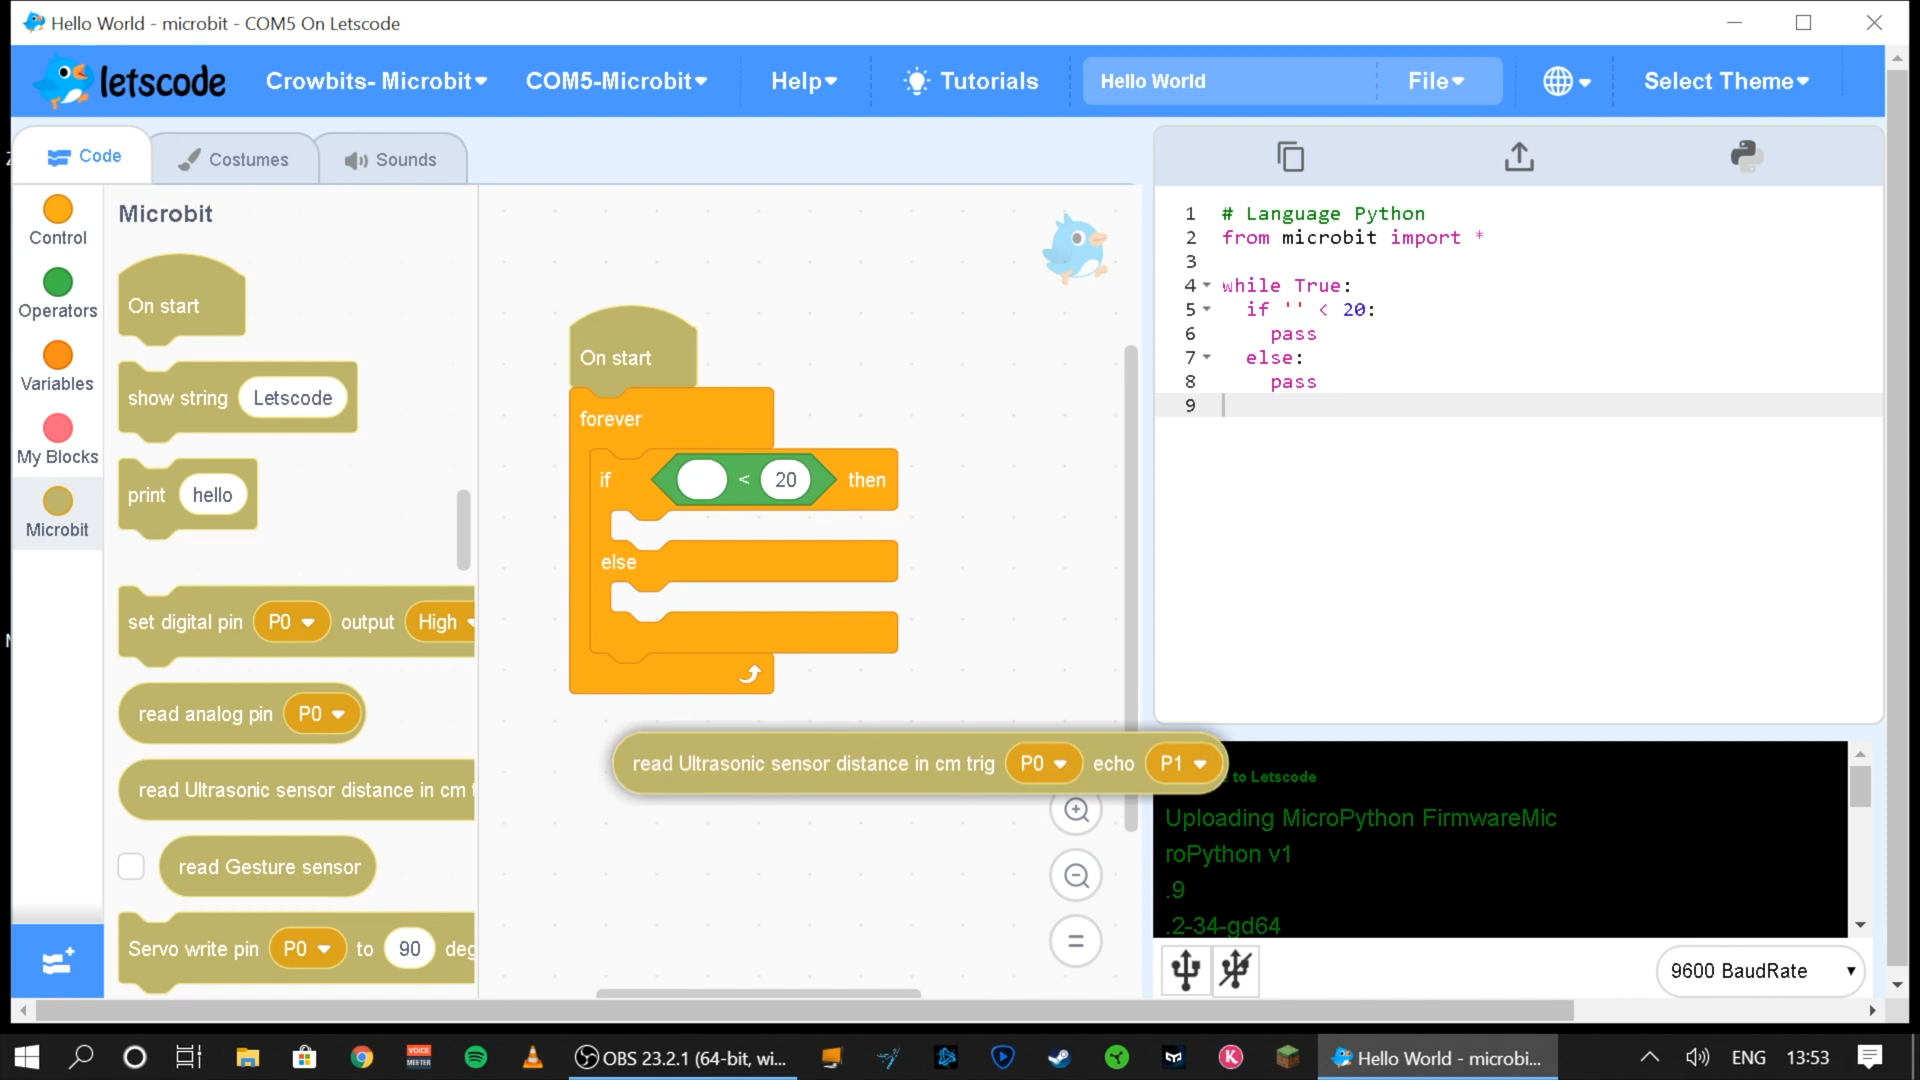 Hello World - microbit - COM5 On Letscode
letscode
Crowbits- Microbit
COM5-Microbit
Help
Tutorials
Hello World
File
Select Theme
Code
Costumes
Sounds
Control
Operators
Variables
My Blocks
Microbit
Microbit
On start
show string Letscode
print hello
set digital pin P0 output High
read analog pin P0
read Ultrasonic sensor distance in cm
read Gesture sensor
Servo write pin P0 to 90 deg
On start
forever
if < 20 then
else
read Ultrasonic sensor distance in cm trig P0 echo P1
1 # Language Python
2 from microbit import *
3
4 while True:
5 if '' < 20:
6 pass
7 else:
8 pass
9
to Letscode
Uploading MicroPython FirmwareMic
roPython v1
.9
.2-34-gd64
9600 BaudRate
OBS 23.2.1 (64-bit, wi...
VOICE MEETER
Hello World - microbi...
ENG
13:53